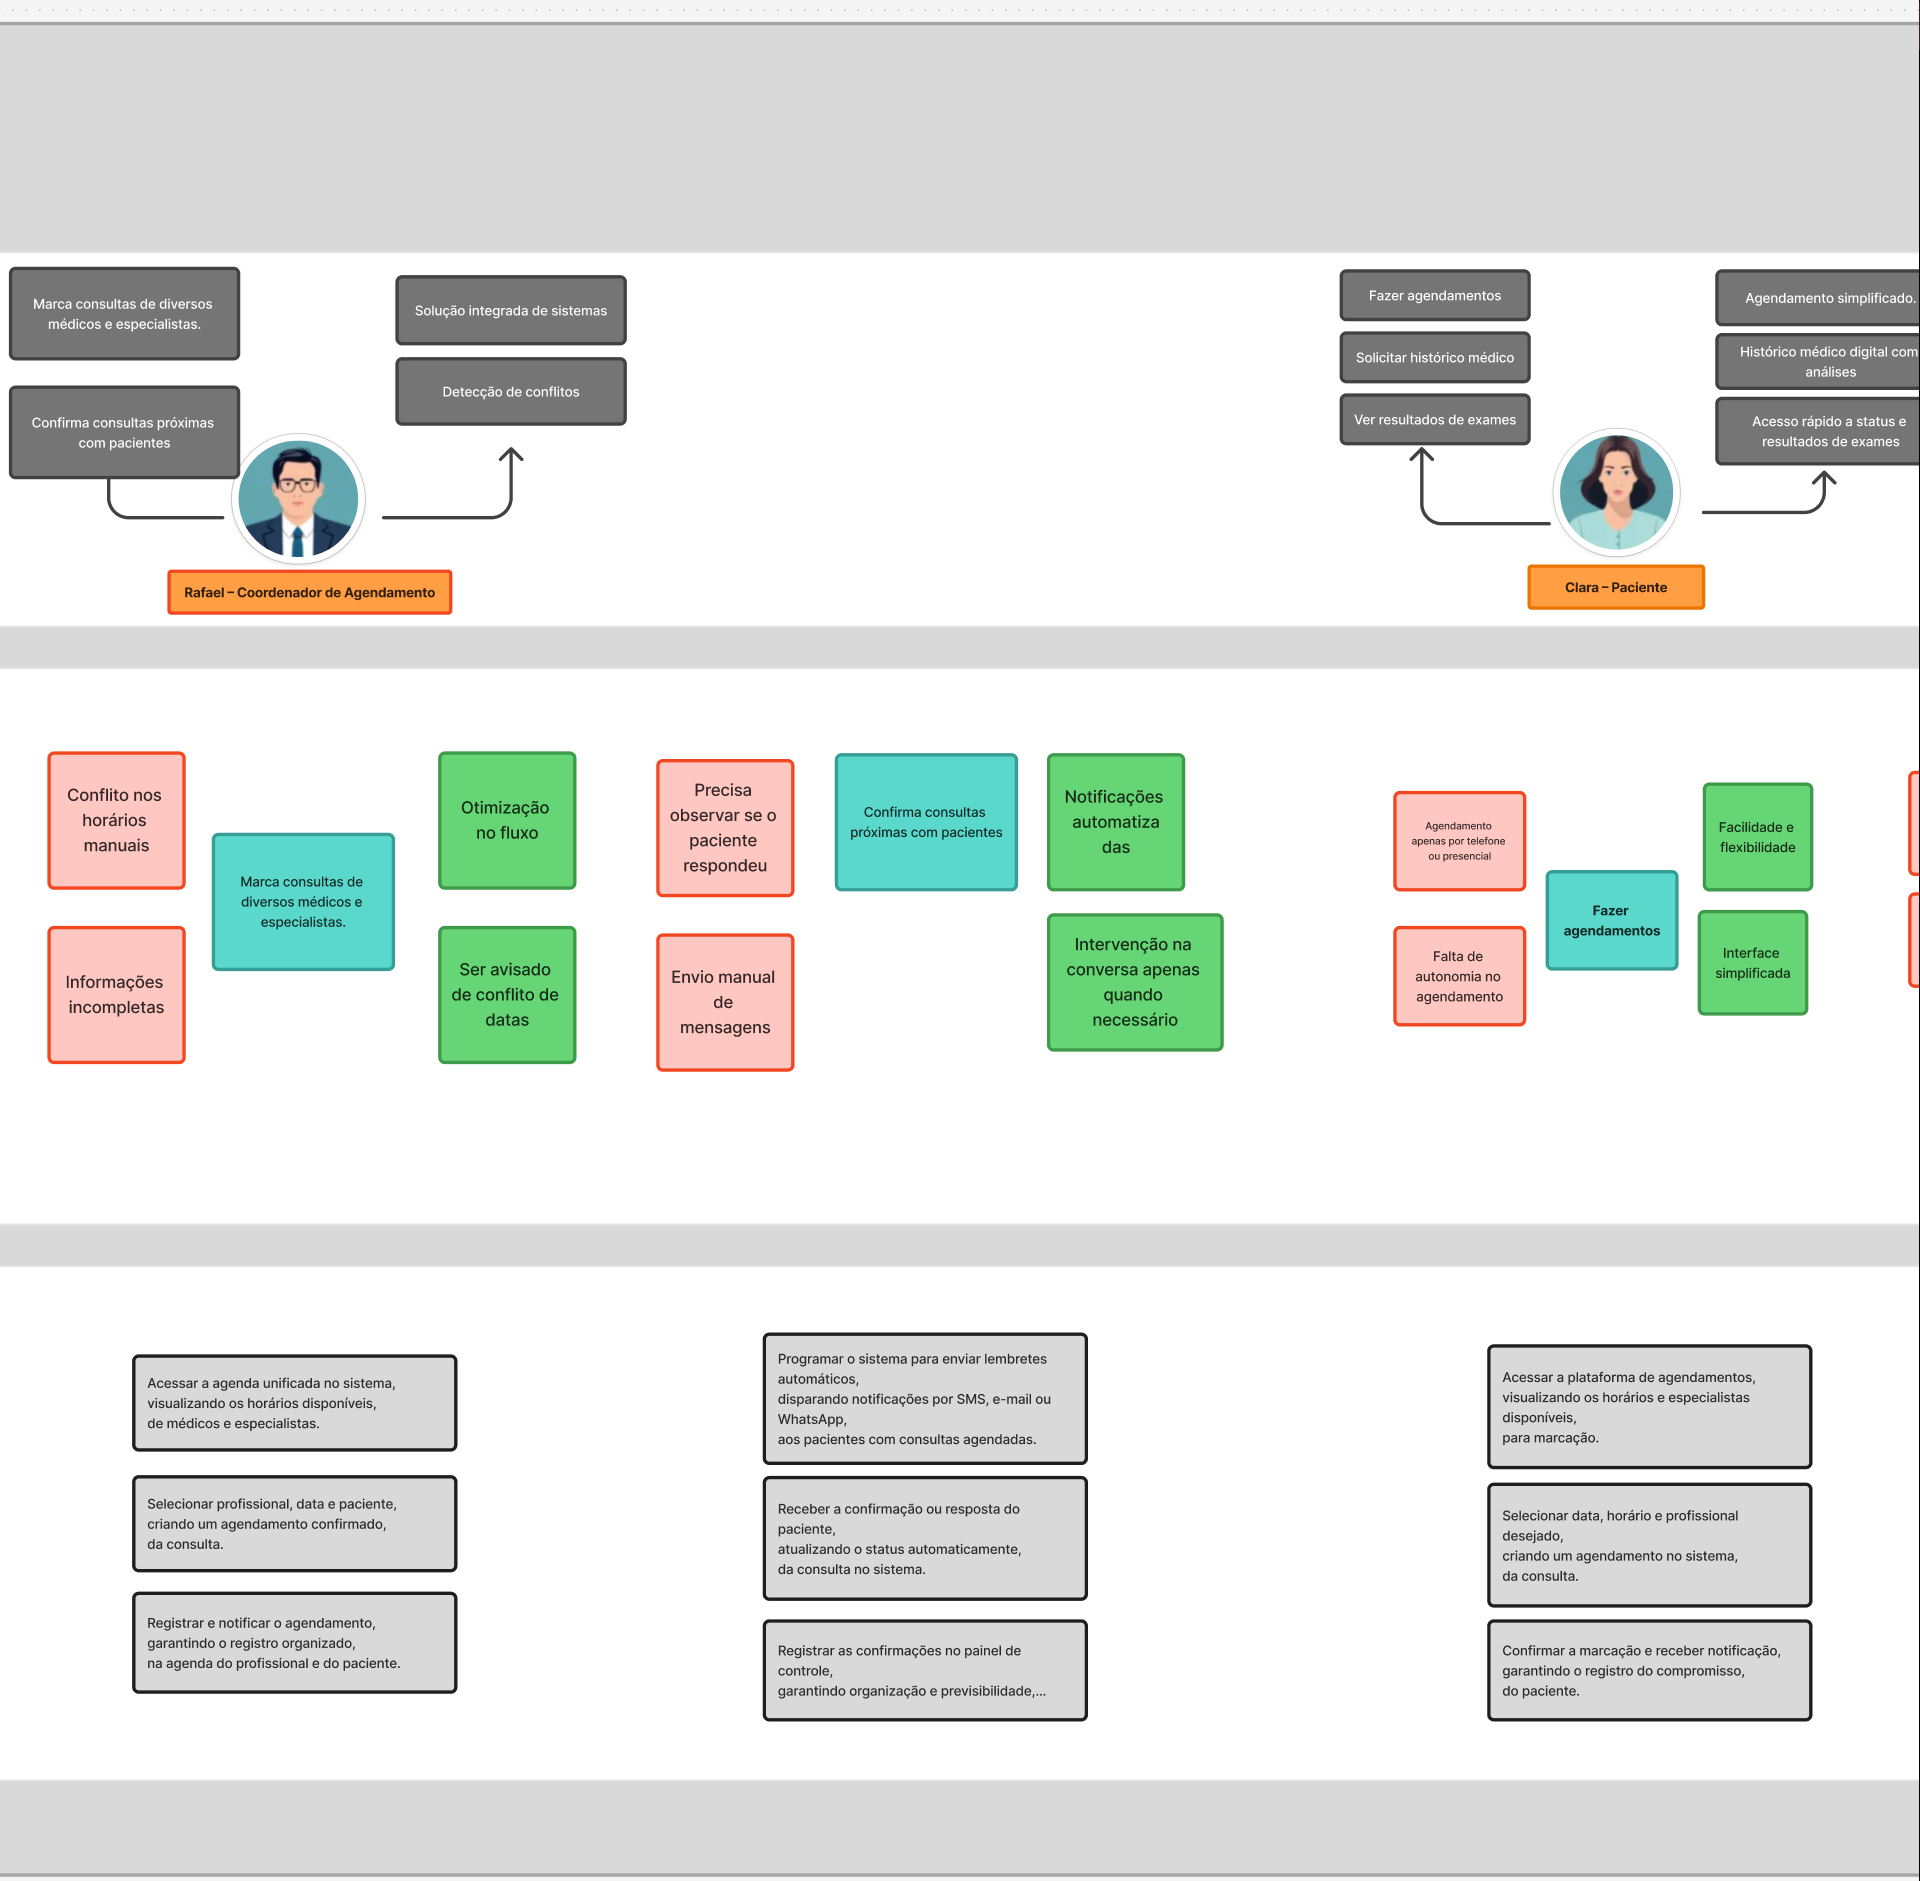 Marca consultas de diversos
médicos e especialistas.
Confirma consultas próximas
com pacientes
Solução integrada de sistemas
Detecção de conflitos
Rafael – Coordenador de Agendamento
Fazer agendamentos
Solicitar histórico médico
Ver resultados de exames
Agendamento simplificado.
Histórico médico digital com
análises
Acesso rápido a status e
resultados de exames
Clara – Paciente
Conflito nos
horários
manuais
Informações
incompletas
Marca consultas de
diversos médicos e
especialistas.
Otimização
no fluxo
Ser avisado
de conflito de
datas
Precisa
observar se o
paciente
respondeu
Envio manual
de
mensagens
Confirma consultas
próximas com pacientes
Notificações
automatiza
das
Intervenção na
conversa apenas
quando
necessário
Agendamento
apenas por telefone
ou presencial
Falta de
autonomia no
agendamento
Fazer
agendamentos
Facilidade e
flexibilidade
Interface
simplificada
Acessar a agenda unificada no sistema,
visualizando os horários disponíveis,
de médicos e especialistas.
Selecionar profissional, data e paciente,
criando um agendamento confirmado,
da consulta.
Registrar e notificar o agendamento,
garantindo o registro organizado,
na agenda do profissional e do paciente.
Programar o sistema para enviar lembretes
automáticos,
disparando notificações por SMS, e-mail ou
WhatsApp,
aos pacientes com consultas agendadas.
Receber a confirmação ou resposta do
paciente,
atualizando o status automaticamente,
da consulta no sistema.
Registrar as confirmações no painel de
controle,
garantindo organização e previsibilidade,...
Acessar a plataforma de agendamentos,
visualizando os horários e especialistas
disponíveis,
para marcação.
Selecionar data, horário e profissional
desejado,
criando um agendamento no sistema,
da consulta.
Confirmar a marcação e receber notificação,
garantindo o registro do compromisso,
do paciente.